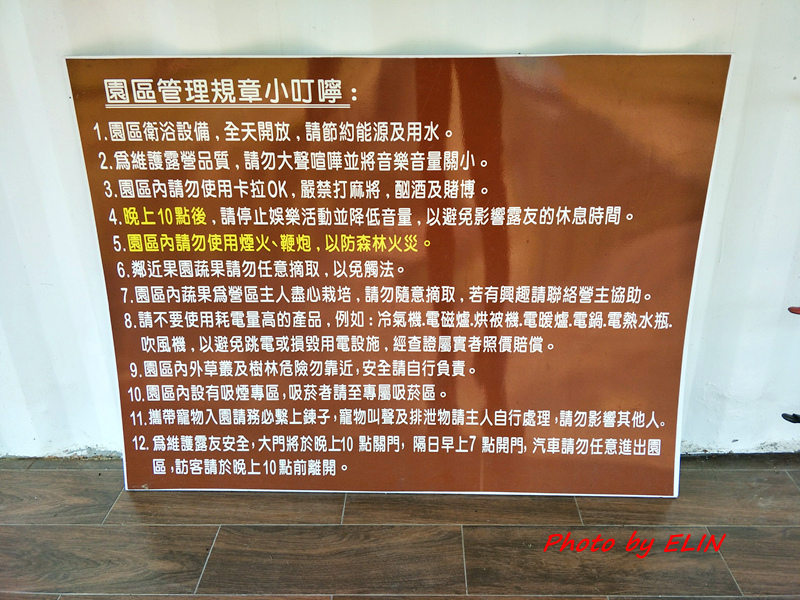 園區管理規章小叮嚀：
1.園區衛浴設備，全天開放，請節約能源及用水。
2.為維護露營品質，請勿大聲喧嘩並將音樂音量關小。
3.園區內請勿使用卡拉OK，嚴禁打麻將，酗酒及賭博。
4.晚上10點後，請停止娛樂活動並降低音量，以避免影響露友的休息時間。
5.園區內請勿使用煙火、鞭炮，以防森林火災。
6.鄰近果園蔬果請勿任意摘取，以免觸法。
7.園區內蔬果為營區主人盡心栽培，請勿隨意摘取，若有興趣請聯絡營主協助。
8.請不要使用耗電量高的產品，例如：冷氣機.電磁爐.烘被機.電暖爐.電鍋.電熱水瓶.
吹風機，以避免跳電或損毀用電設施，經查證屬實者照價賠償。
9.園區內外草叢及樹林危險勿靠近，安全請自行負責。
10.園區內設有吸煙專區，吸菸者請至專屬吸菸區。
11.攜帶寵物入園請務必繫上鍊子，寵物叫聲及排泄物請主人自行處理，請勿影響其他人。
12.為維護露友安全，大門將於晚上10 點關門，隔日早上7 點開門，汽車請勿任意進出園
區，訪客請於晚上10點前離開。
Photo by ELIN